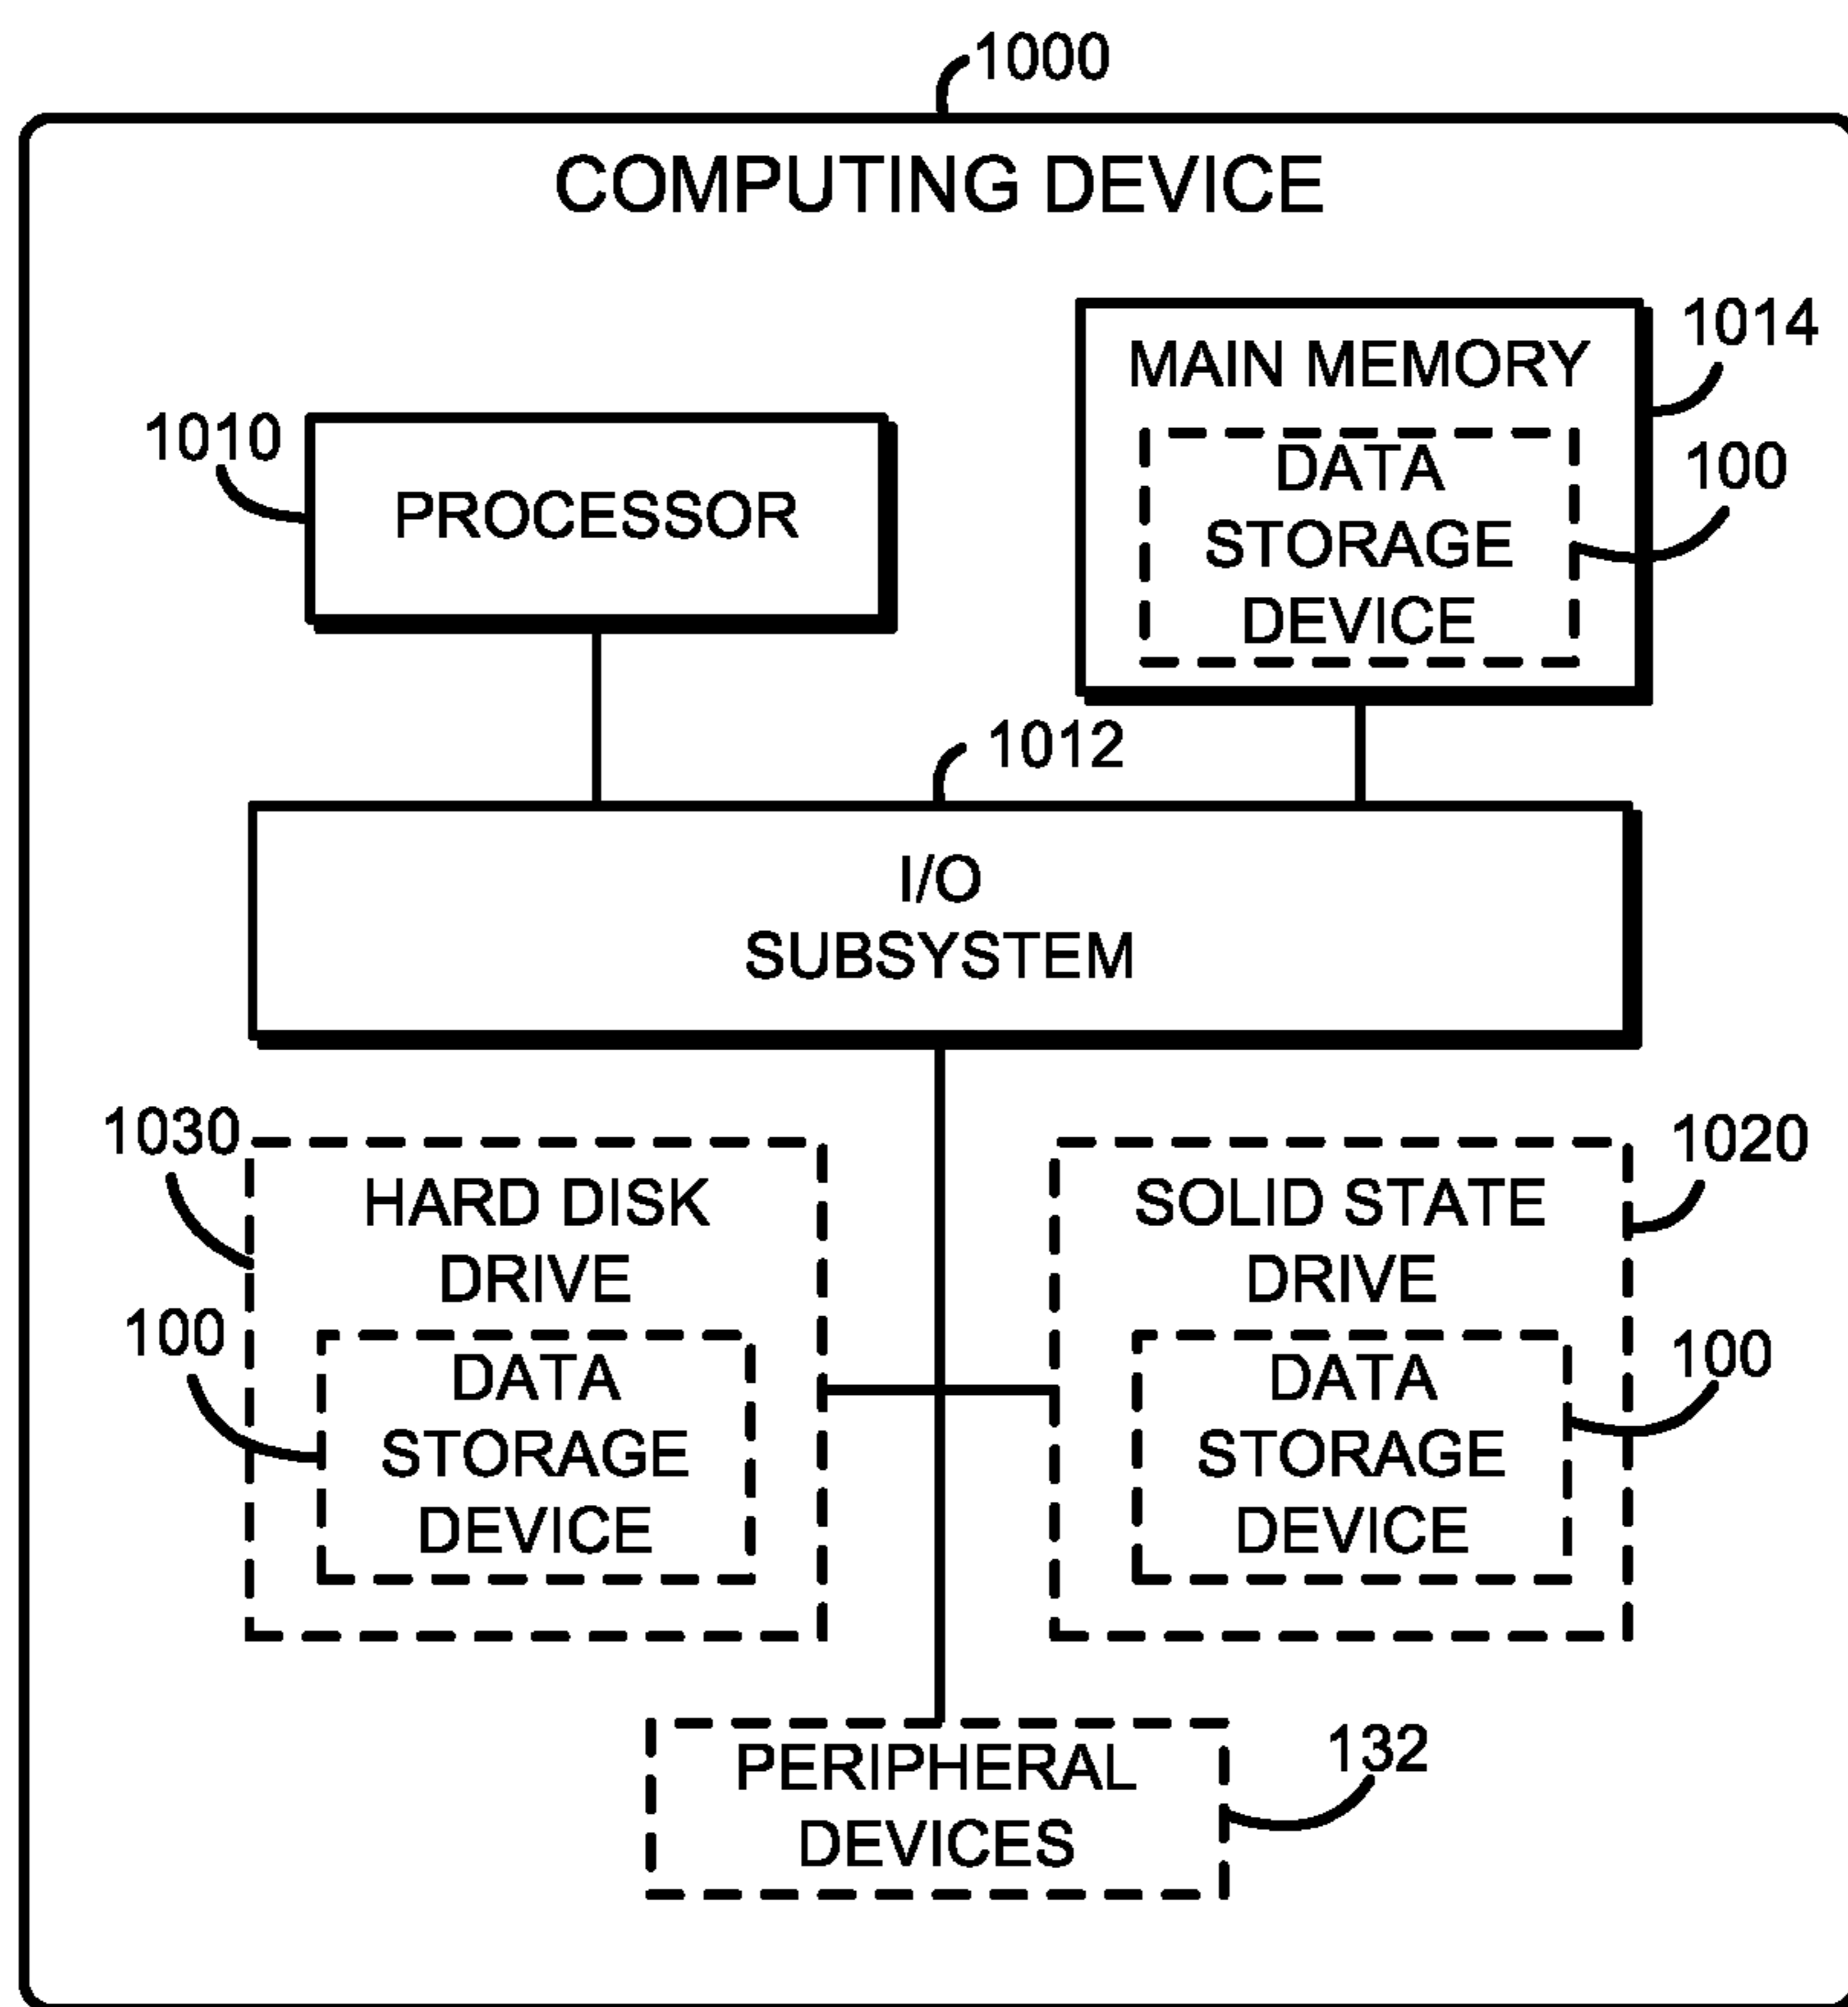 1000
COMPUTING DEVICE
1014
MAIN MEMORY
100
DATA
STORAGE
DEVICE
1010
PROCESSOR
1012
I/O
SUBSYSTEM
1030
HARD DISK
DRIVE
100
DATA
STORAGE
DEVICE
1020
SOLID STATE
DRIVE
100
DATA
STORAGE
DEVICE
132
PERIPHERAL
DEVICES